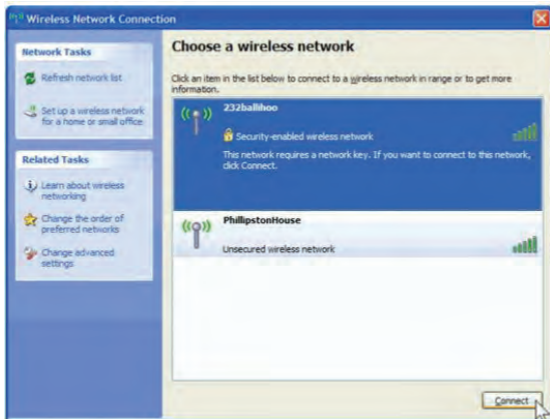 Wireless Network Connection
Network Tasks
Refresh network list
Set up a wireless network
for a home or small office
Related Tasks
Learn about wireless
networking
Change the order of
preferred networks
Change advanced
settings
Choose a wireless network
Click an item in the list below to connect to a wireless network in range or to get more
information.
232ballihoo
Security-enabled wireless network
This network requires a network key. If you want to connect to this network,
click Connect.
PhillipstonHouse
Unsecured wireless network
Connect